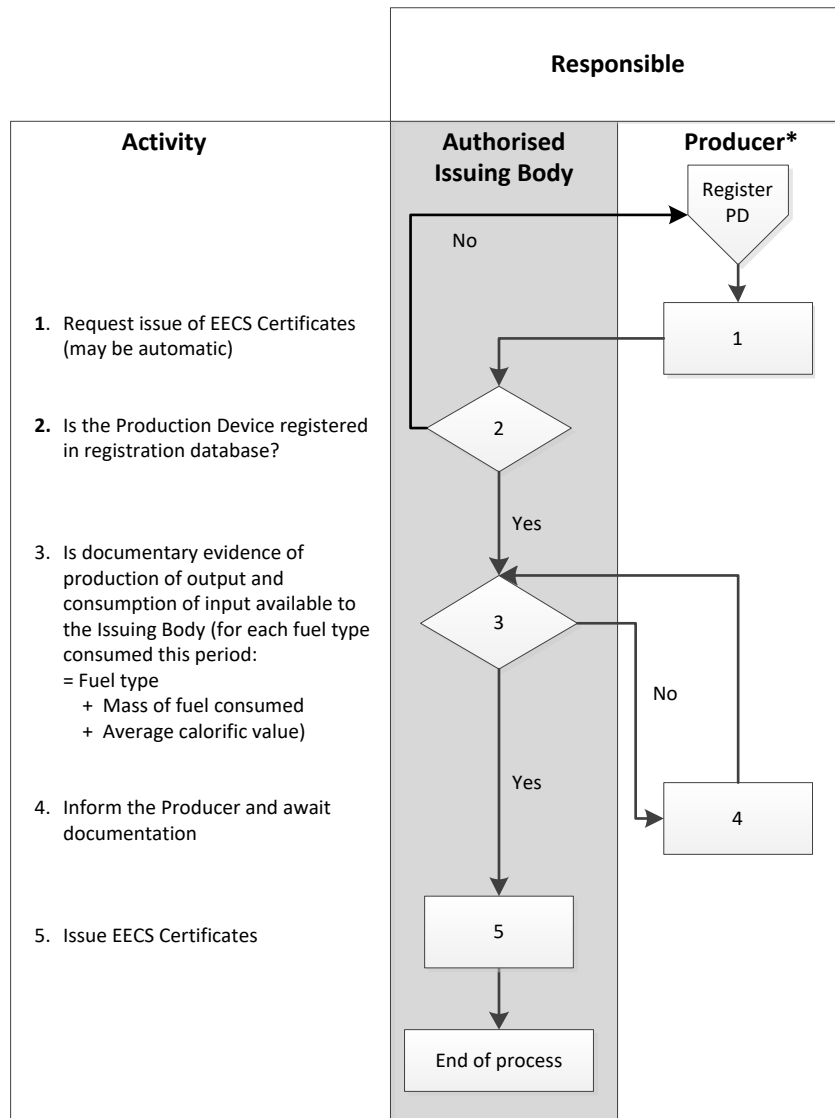 Responsible
Activity
Authorised
Issuing Body
Producer*
Register
PD
No
1. Request issue of EECS Certificates
(may be automatic)
1
2. Is the Production Device registered
in registration database?
2
Yes
3. Is documentary evidence of
production of output and
consumption of input available to
the Issuing Body (for each fuel type
consumed this period:
= Fuel type
+ Mass of fuel consumed
+ Average calorific value)
3
No
Yes
4. Inform the Producer and await
documentation
4
5. Issue EECS Certificates
5
End of process